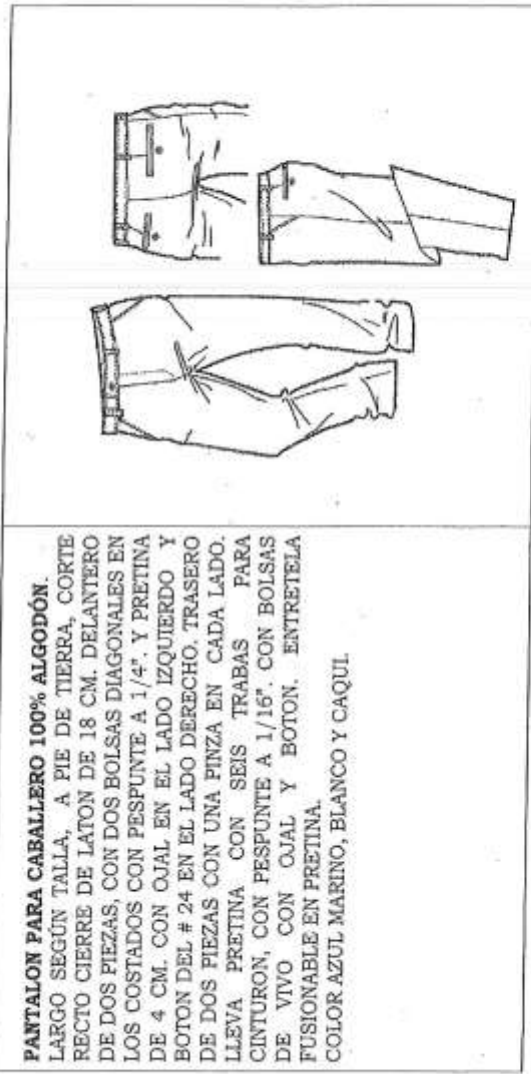 PANTALON PARA CABALLERO 100% ALGODÓN.
LARGO SEGÚN TALLA, A PIE DE TIERRA, CORTE
RECTO CIERRE DE LATON DE 18 CM. DELANTERO
DE DOS PIEZAS, CON DOS BOLSAS DIAGONALES EN
LOS COSTADOS CON PESPUNTE A 1/4". Y PRETINA
DE 4 CM. CON OJAL EN EL LADO IZQUIERDO Y
BOTON DEL # 24 EN EL LADO DERECHO. TRASERO
DE DOS PIEZAS CON UNA PINZA EN CADA LADO.
LLEVA PRETINA CON SEIS TRABAS PARA
CINTURON, CON PESPUNTE A 1/16". CON BOLSAS
DE VIVO CON OJAL Y BOTON. ENTRETELA
FUSIONABLE EN PRETINA.
COLOR AZUL MARINO, BLANCO Y CAQUI.